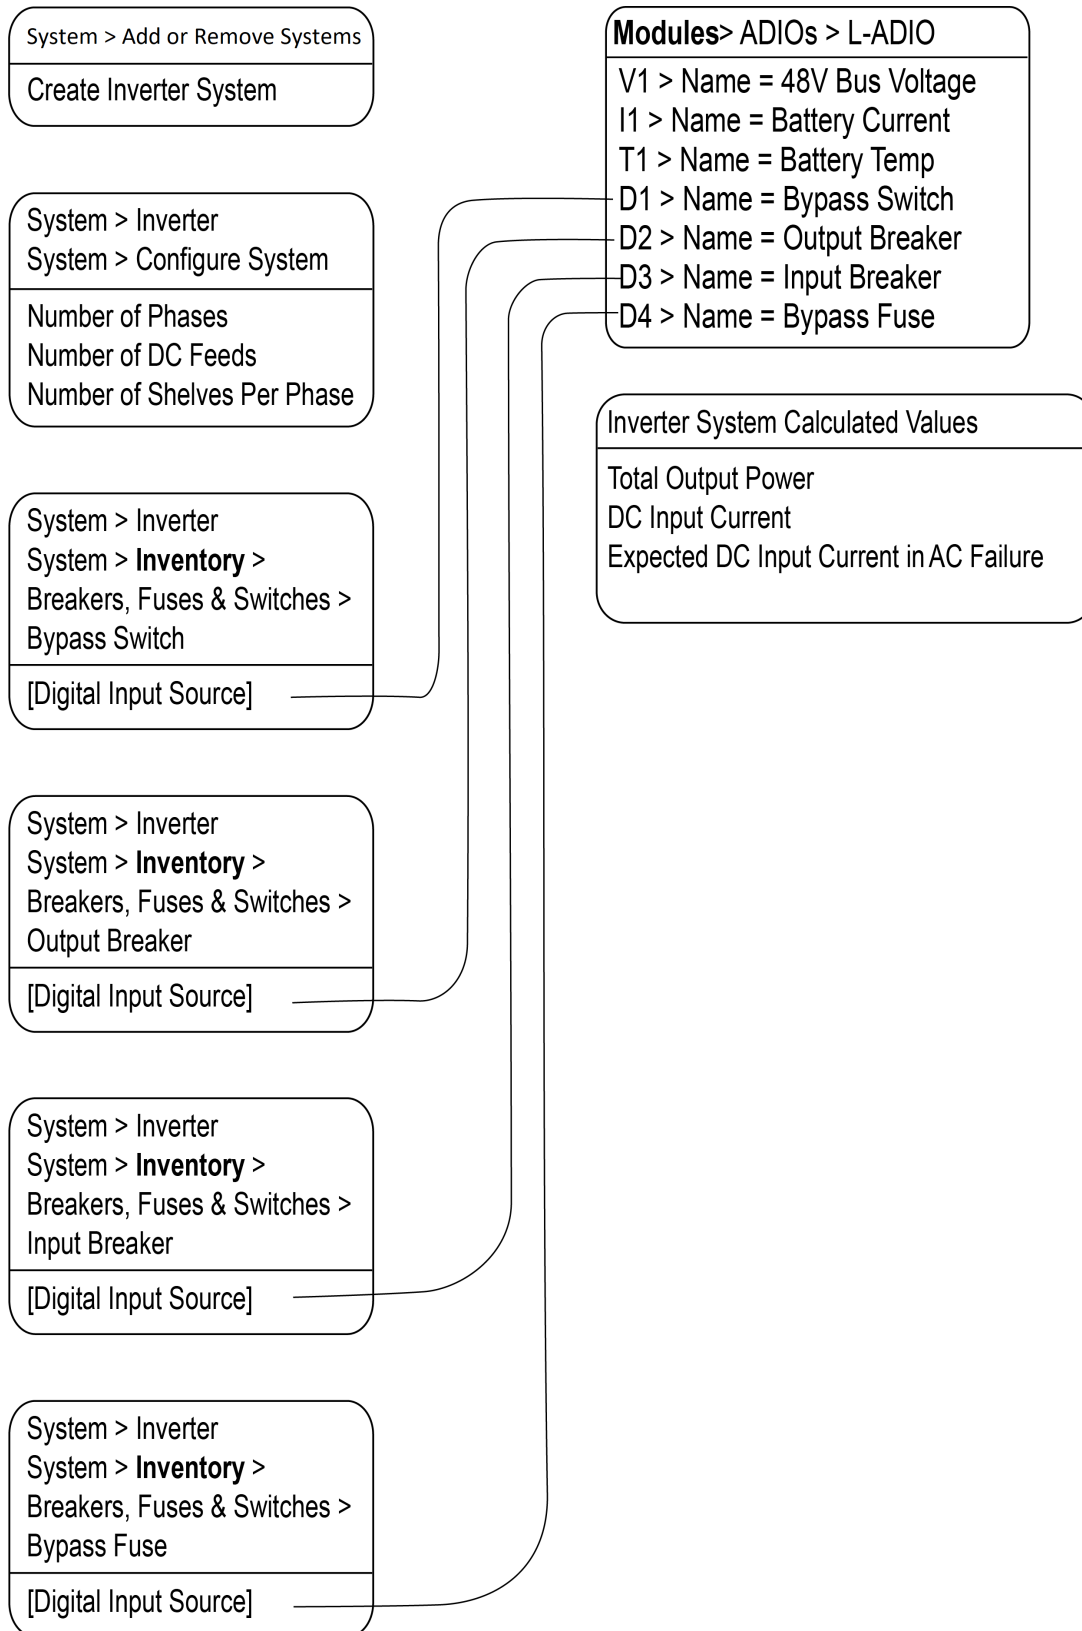 System > Add or Remove Systems
Create Inverter System
System > Inverter
System > Configure System
Number of Phases
Number of DC Feeds
Number of Shelves Per Phase
System > Inverter
System > Inventory >
Breakers, Fuses & Switches >
Bypass Switch
[Digital Input Source]
System > Inverter
System > Inventory >
Breakers, Fuses & Switches >
Output Breaker
[Digital Input Source]
System > Inverter
System > Inventory >
Breakers, Fuses & Switches >
Input Breaker
[Digital Input Source]
System > Inverter
System > Inventory >
Breakers, Fuses & Switches >
Bypass Fuse
[Digital Input Source]
Modules> ADIOs > L-ADIO
V1 > Name = 48V Bus Voltage
I1 > Name = Battery Current
T1 > Name = Battery Temp
D1 > Name = Bypass Switch
D2 > Name = Output Breaker
D3 > Name = Input Breaker
D4 > Name = Bypass Fuse
Inverter System Calculated Values
Total Output Power
DC Input Current
Expected DC Input Current in AC Failure